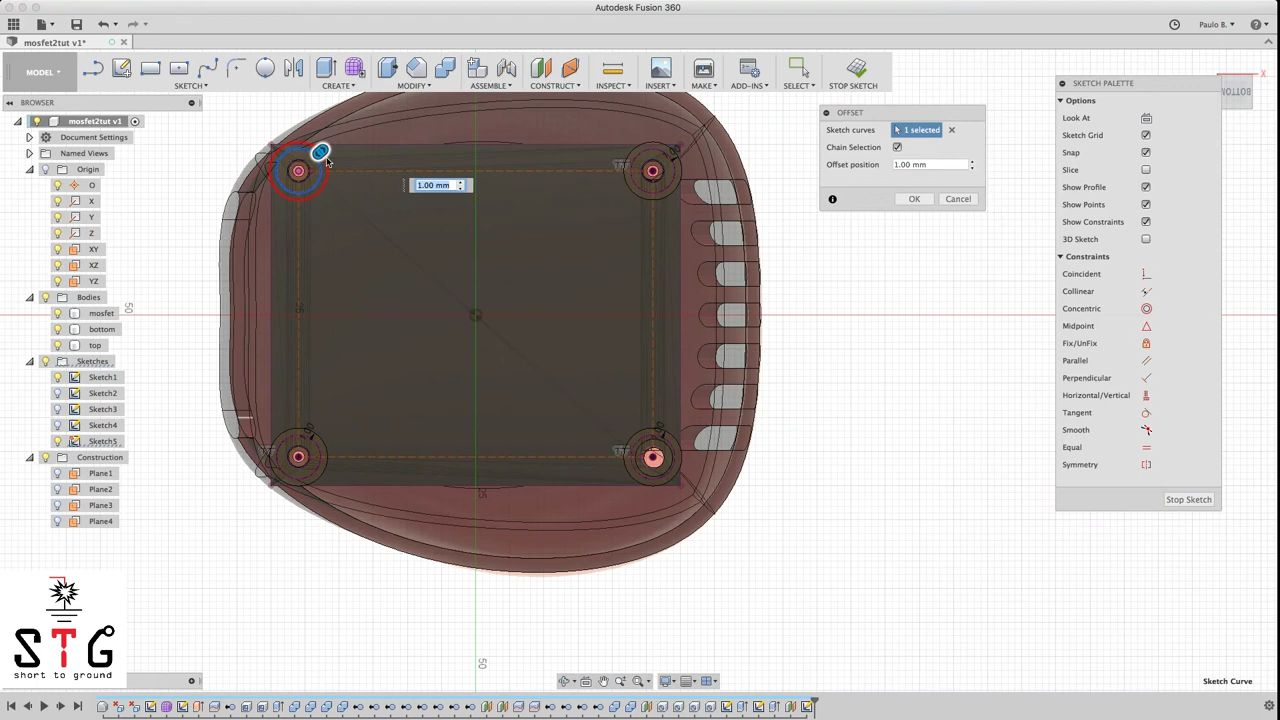 Autodesk Fusion 360
Paulo B.
mosfet2tut v1*
MODEL
SKETCH
CREATE
MODIFY
ASSEMBLE
CONSTRUCT
INSPECT
INSERT
MAKE
ADD-INS
SELECT
STOP SKETCH
BROWSER
mosfet2tut v1
Document Settings
Named Views
Origin
O
X
Y
Z
XY
XZ
YZ
Bodies
mosfet
bottom
top
Sketches
Sketch1
Sketch2
Sketch3
Sketch4
Sketch5
Construction
Plane1
Plane2
Plane3
Plane4
50
25
25
50
1.00 mm
OFFSET
Sketch curves 1 selected
Chain Selection
Offset position 1.00 mm
OK Cancel
X
BOTTOM
SKETCH PALETTE
Options
Look At
Sketch Grid
Snap
Slice
Show Profile
Show Points
Show Constraints
3D Sketch
Constraints
Coincident
Collinear
Concentric
Midpoint
Fix/UnFix
Parallel
Perpendicular
Horizontal/Vertical
Tangent
Smooth
Equal
Symmetry
Stop Sketch
STG
short to ground
Sketch Curve